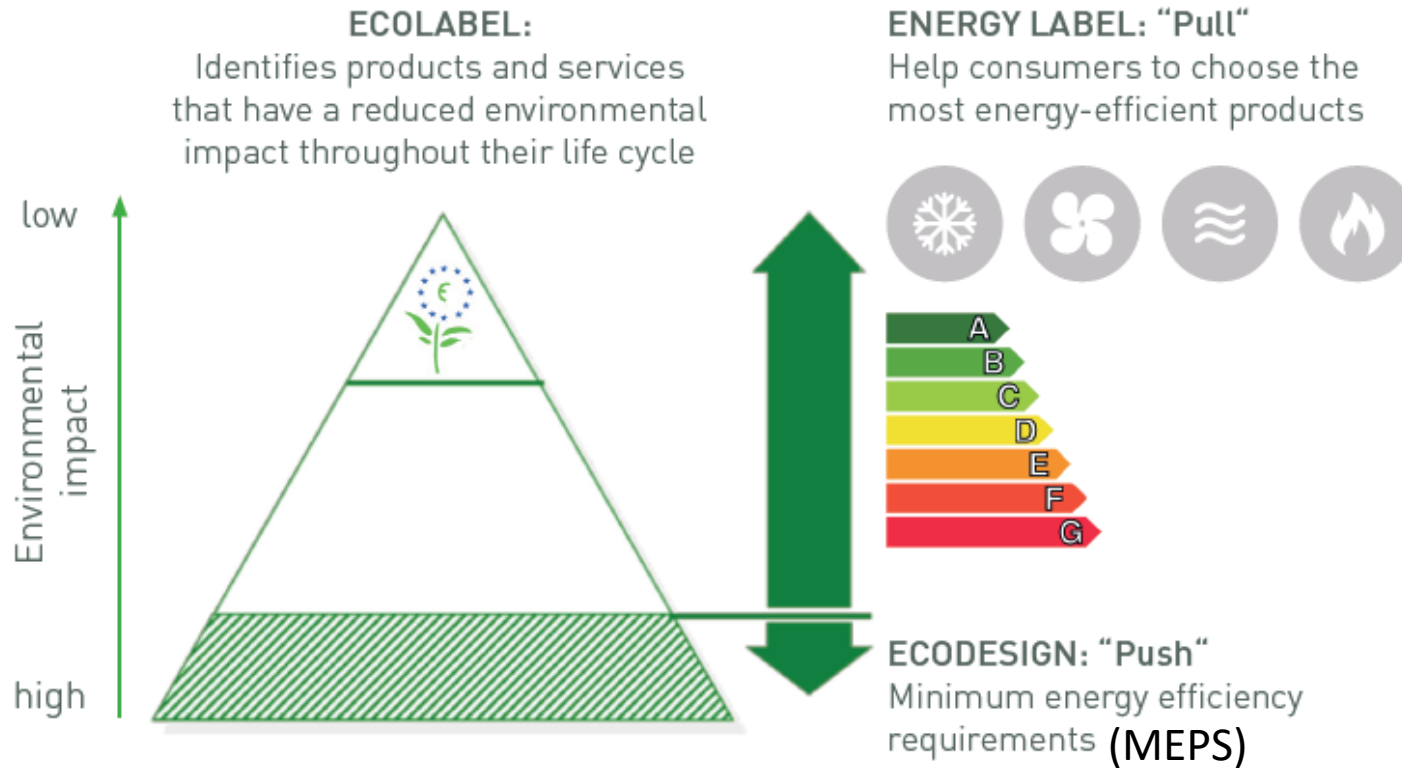 ECOLABEL:
Identifies products and services
that have a reduced environmental
impact throughout their life cycle
ENERGY LABEL: “Pull“
Help consumers to choose the
most energy-efficient products
low
Environmental
impact
high
€
A
B
C
D
E
F
G
ECODESIGN: “Push“
Minimum energy efficiency
requirements (MEPS)